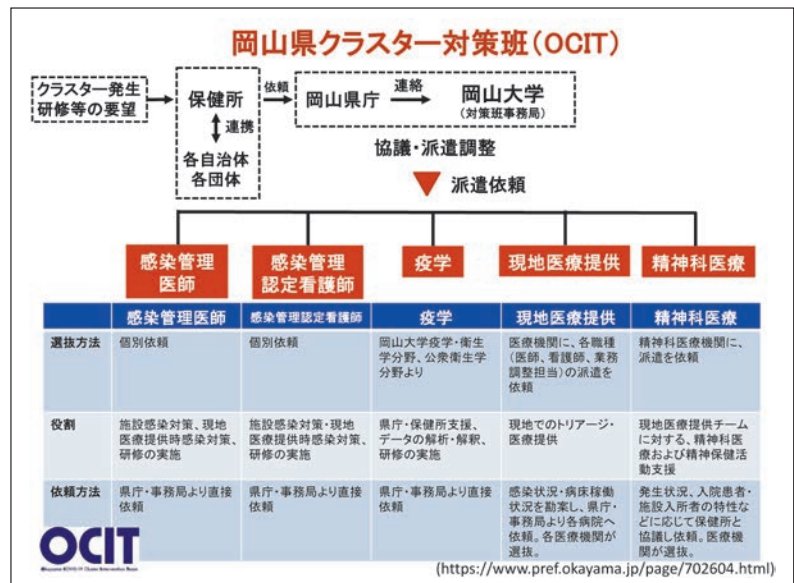 岡山県クラスター対策班(OCIT)
クラスター発生
研修等の要望
保健所
連携
各自治体
各団体
依頼
岡山県庁
連絡
岡山大学
(対策班事務局)
協議・派遣調整
派遣依頼
感染管理
医師
感染管理
認定看護師
疫学
現地医療提供
精神科医療
感染管理医師
感染管理認定看護師
疫学
現地医療提供
精神科医療
選抜方法
個別依頼
個別依頼
岡山大学疫学・衛生
学分野、公衆衛生学
分野より
医療機関に、各職種
(医師、看護師、業務
調整担当)の派遣を
依頼
精神科医療機関に、
派遣を依頼
役割
施設感染対策、現地
医療提供時感染対策、
研修の実施
施設感染対策・現地
医療提供時感染対策、
研修の実施
県庁・保健所支援、
データの解析・解釈、
研修の実施
現地でのトリアージ・
医療提供
現地医療提供チーム
に対する、精神科医
療および精神保健活
動支援
依頼方法
県庁・事務局より直接
依頼
県庁・事務局より直接
依頼
県庁・事務局より直接
依頼
感染状況・病床稼働
状況を勘案し、県庁・
事務局より各病院へ
依頼。各医療機関が
選抜。
発生状況、入院患者・
施設入所者の特性な
どに応じて保健所と
協議し依頼。医療機
関が選抜。
OCIT
Okayama COVID-19 Cluster Intervention Team
(https://www.pref.okayama.jp/page/702604.html)